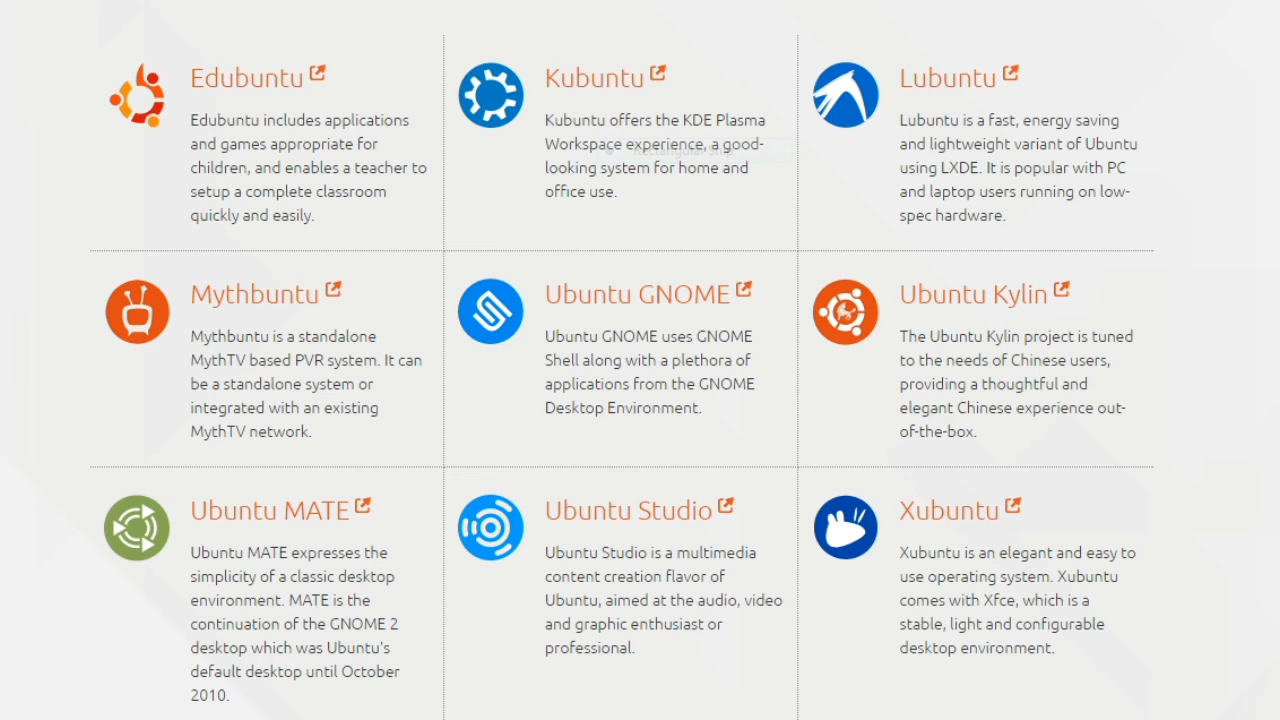 Edubuntu
Edubuntu includes applications
and games appropriate for
children, and enables a teacher to
setup a complete classroom
quickly and easily.
Kubuntu
Kubuntu offers the KDE Plasma
Workspace experience, a good-
looking system for home and
office use.
Rectangular Snip
Lubuntu
Lubuntu is a fast, energy saving
and lightweight variant of Ubuntu
using LXDE. It is popular with PC
and laptop users running on low-
spec hardware.
Mythbuntu
Mythbuntu is a standalone
MythTV based PVR system. It can
be a standalone system or
integrated with an existing
MythTV network.
Ubuntu GNOME
Ubuntu GNOME uses GNOME
Shell along with a plethora of
applications from the GNOME
Desktop Environment.
Ubuntu Kylin
The Ubuntu Kylin project is tuned
to the needs of Chinese users,
providing a thoughtful and
elegant Chinese experience out-
of-the-box.
Ubuntu MATE
Ubuntu MATE expresses the
simplicity of a classic desktop
environment. MATE is the
continuation of the GNOME 2
desktop which was Ubuntu's
default desktop until October
2010.
Ubuntu Studio
Ubuntu Studio is a multimedia
content creation flavor of
Ubuntu, aimed at the audio, video
and graphic enthusiast or
professional.
Xubuntu
Xubuntu is an elegant and easy to
use operating system. Xubuntu
comes with Xfce, which is a
stable, light and configurable
desktop environment.